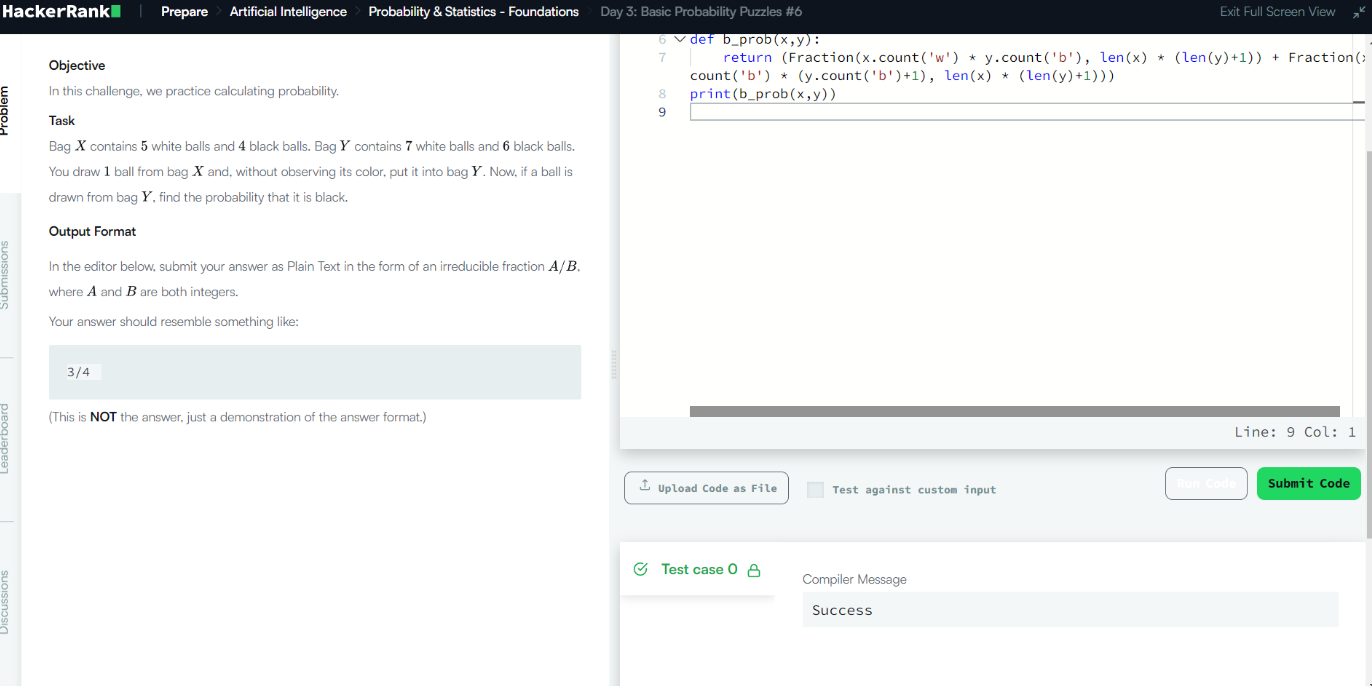 HackerRank | Prepare > Artificial Intelligence > Probability & Statistics - Foundations > Day 3: Basic Probability Puzzles #6 Exit Full Screen View
Problem
Submissions
Leaderboard
Discussions
Objective
In this challenge, we practice calculating probability.
Task
Bag X contains 5 white balls and 4 black balls. Bag Y contains 7 white balls and 6 black balls.
You draw 1 ball from bag X and, without observing its color, put it into bag Y. Now, if a ball is
drawn from bag Y, find the probability that it is black.
Output Format
In the editor below, submit your answer as Plain Text in the form of an irreducible fraction A/B,
where A and B are both integers.
Your answer should resemble something like:
3/4
(This is NOT the answer, just a demonstration of the answer format.)
6 def b_prob(x,y):
7 return (Fraction(x.count('w') * y.count('b'), len(x) * (len(y)+1)) + Fraction(
count('b') * (y.count('b')+1), len(x) * (len(y)+1)))
8 print(b_prob(x,y))
9
Line: 9 Col: 1
Upload Code as File
Test against custom input
Run Code
Submit Code
Test case 0
Compiler Message
Success